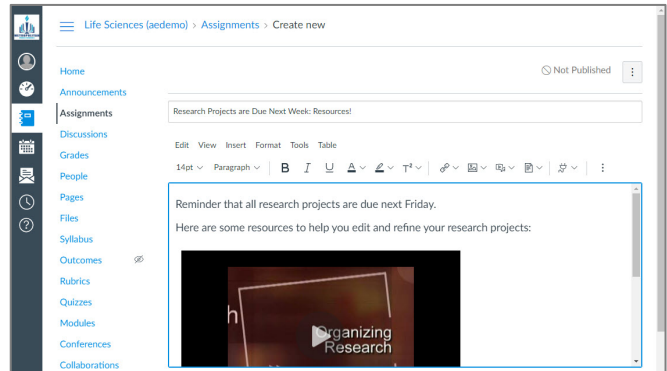 Life Sciences (aedemo) > Assignments > Create new
Home
Announcements
Assignments
Discussions
Grades
People
Pages
Files
Syllabus
Outcomes
Rubrics
Quizzes
Modules
Conferences
Collaborations
Not Published
Research Projects are Due Next Week: Resources!
Edit View Insert Format Tools Table
14pt Paragraph B I U A T²
Reminder that all research projects are due next Friday.
Here are some resources to help you edit and refine your research projects:
h
Organizing
Research